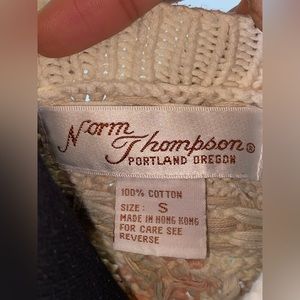 Norm
Thompson®
PORTLAND OREGON
100% COTTON
SIZE: S
MADE IN HONG KONG
FOR CARE SEE
REVERSE